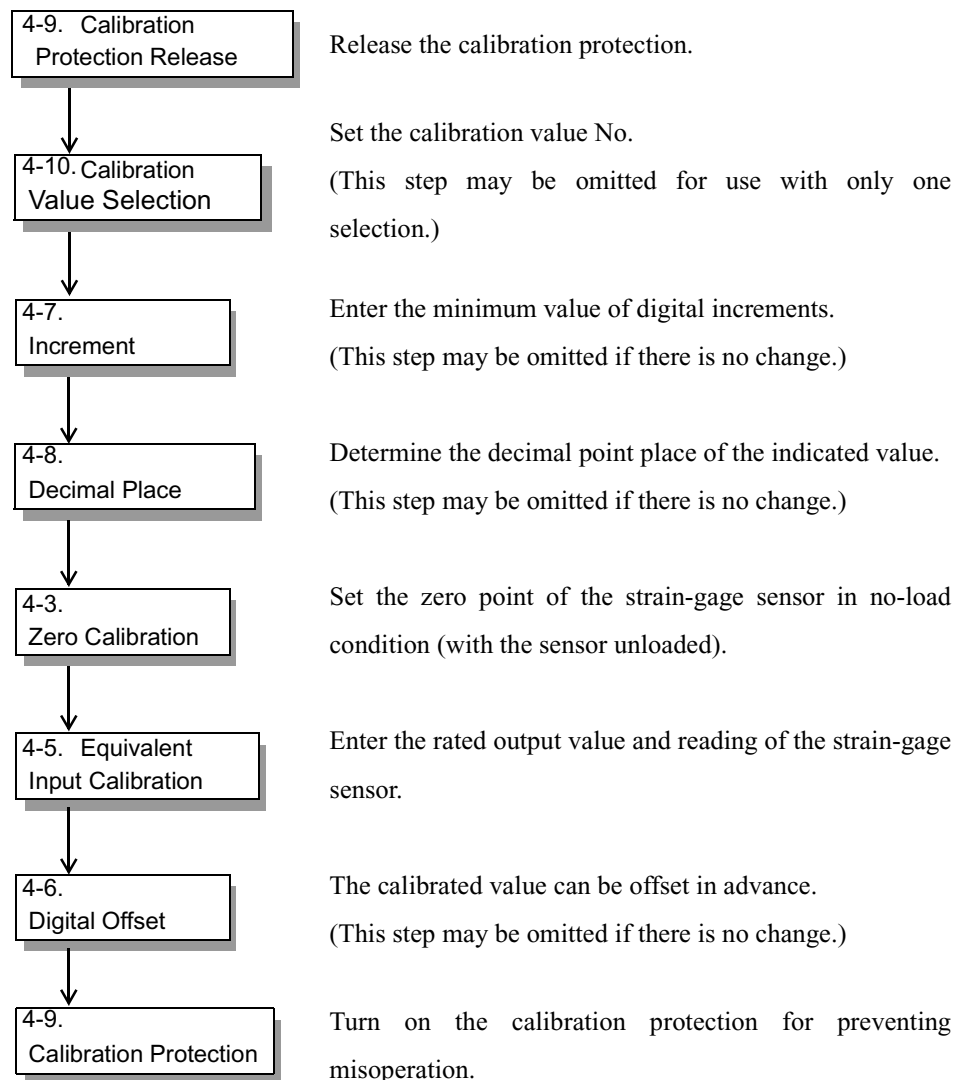 4-9. Calibration
Protection Release
Release the calibration protection.
4-10. Calibration
Value Selection
Set the calibration value No.
(This step may be omitted for use with only one
selection.)
4-7.
Increment
Enter the minimum value of digital increments.
(This step may be omitted if there is no change.)
4-8.
Decimal Place
Determine the decimal point place of the indicated value.
(This step may be omitted if there is no change.)
4-3.
Zero Calibration
Set the zero point of the strain-gage sensor in no-load
condition (with the sensor unloaded).
4-5. Equivalent
Input Calibration
Enter the rated output value and reading of the strain-gage
sensor.
4-6.
Digital Offset
The calibrated value can be offset in advance.
(This step may be omitted if there is no change.)
4-9.
Calibration Protection
Turn on the calibration protection for preventing
misoperation.